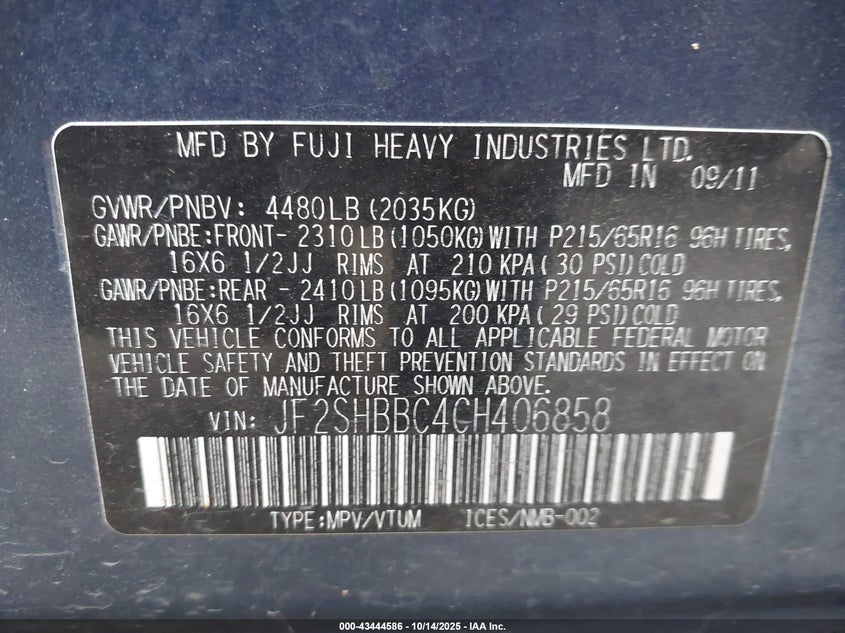 MFD BY FUJI HEAVY INDUSTRIES LTD.
MFD IN 09/11
GVWR/PNBV: 4480LB(2035KG)
GAWR/PNBE:FRONT- 2310LB(1050KG)WITH P215/65R16 96H TIRES,
16X6 1/2JJ RIMS AT 210 KPA(30 PSI)COLD
GAWR/PNBE:REAR - 2410LB(1095KG)WITH P215/65R16 96H TIRES,
16X6 1/2JJ RIMS AT 200 KPA(29 PSI)COLD
THIS VEHICLE CONFORMS TO ALL APPLICABLE FEDERAL MOTOR
VEHICLE SAFETY AND THEFT PREVENTION STANDARDS IN EFFECT ON
THE DATE OF MANUFACTURE SHOWN ABOVE.
VIN: JF2SHBBC4CH406858
TYPE:MPV/VTUM ICES/NMB-002
000-43444586 - 10/14/2025 - IAA Inc.